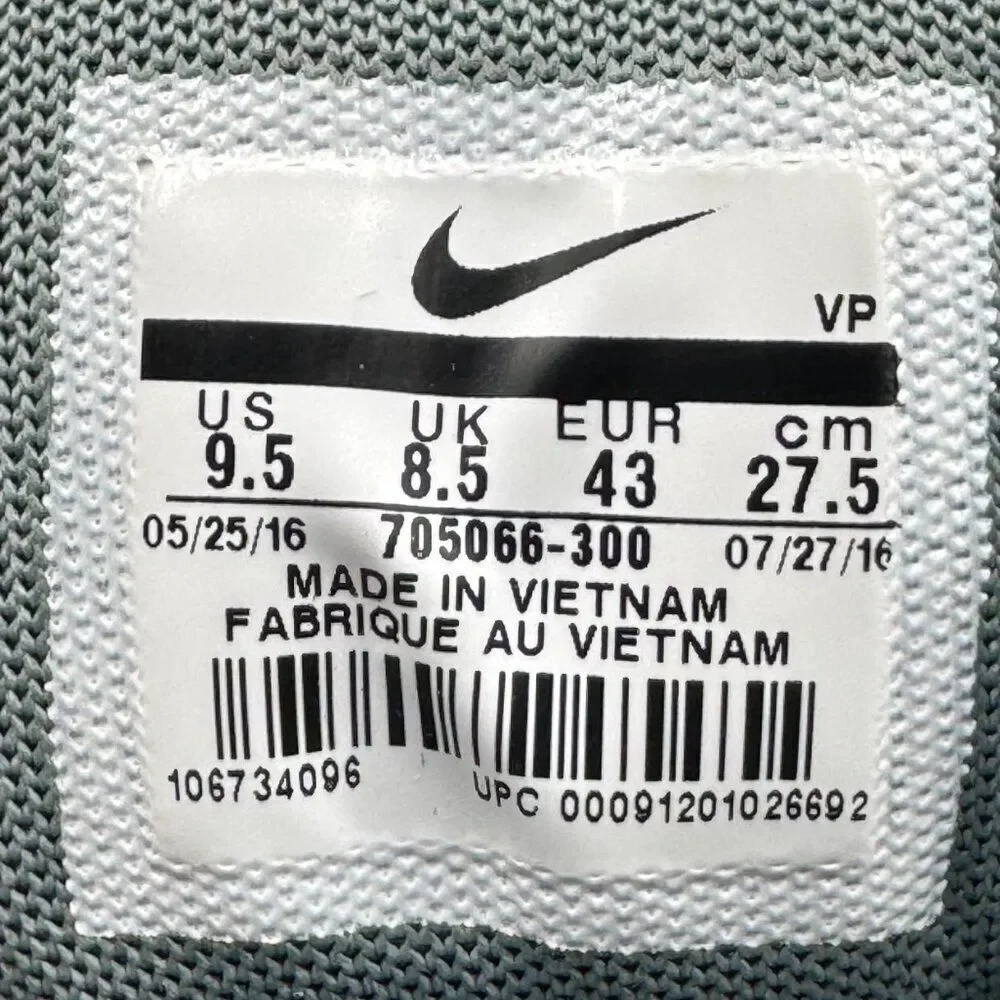 VP
US UK EUR cm
9.5 8.5 43 27.5
05/25/16 705066-300 07/27/16
MADE IN VIETNAM
FABRIQUE AU VIETNAM
106734096 UPC 00091201026692